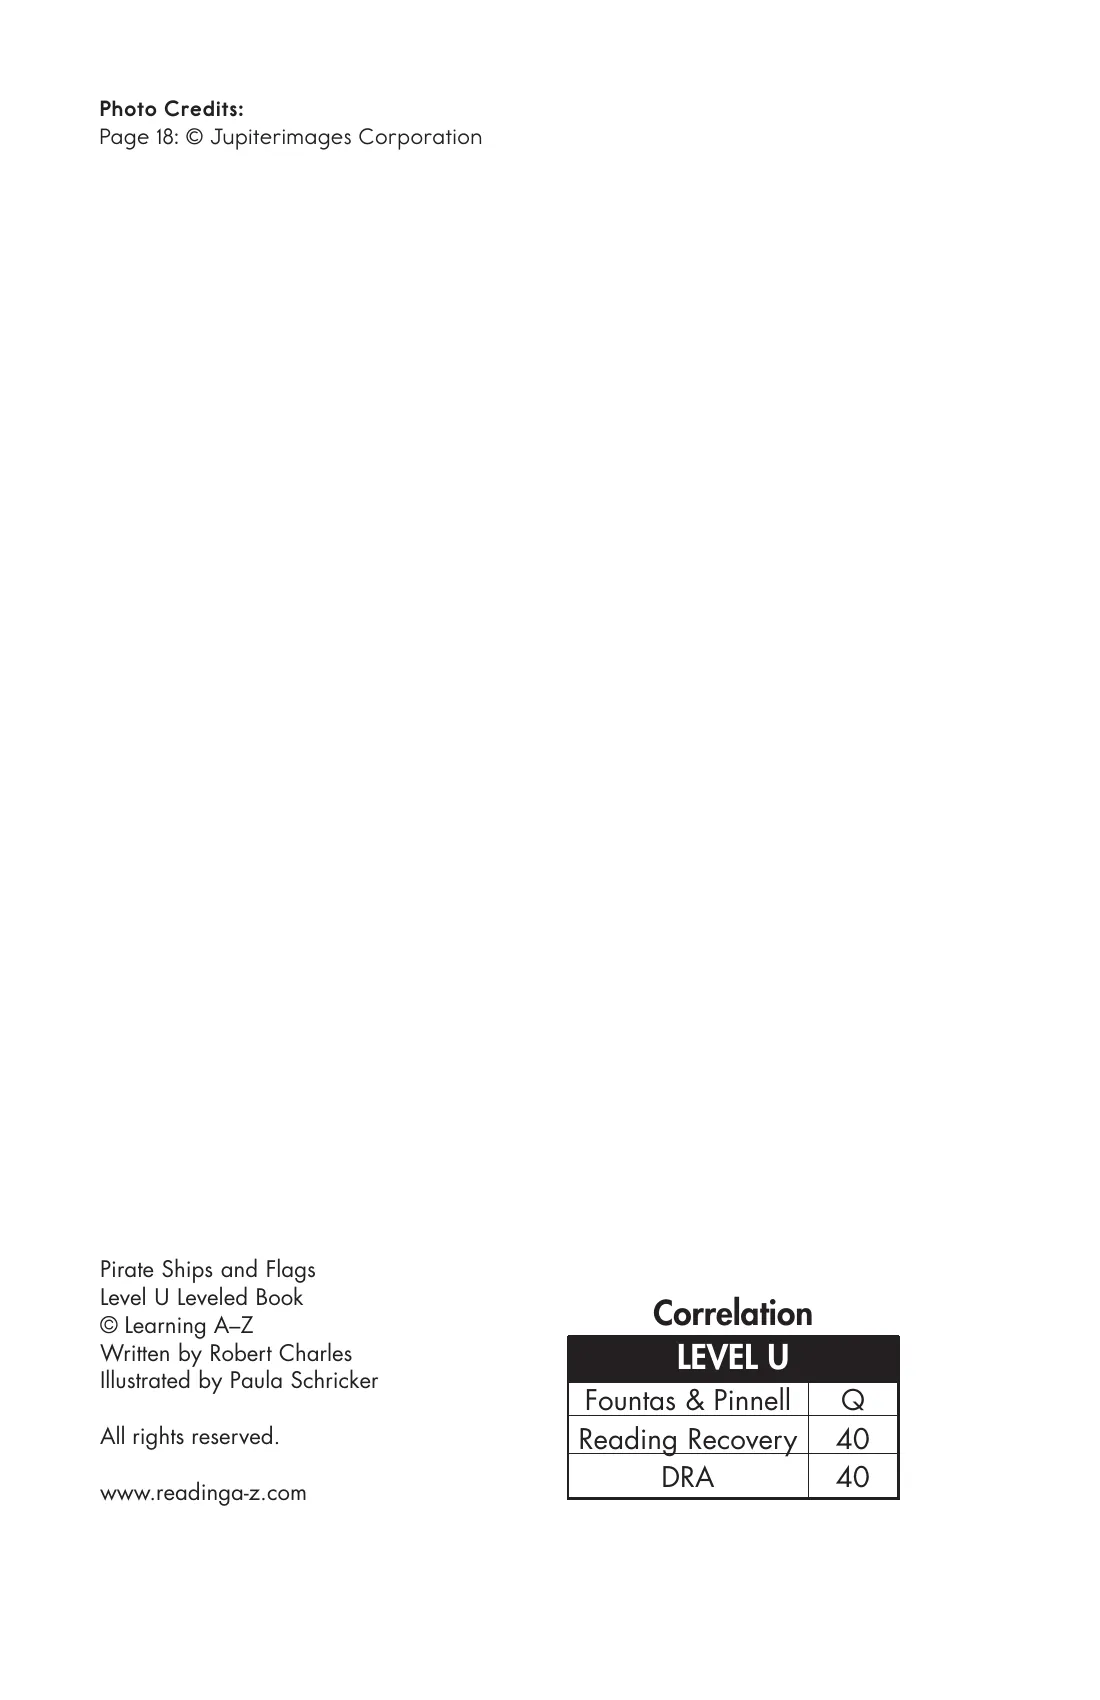 Photo Credits:
Page 18: © Jupiterimages Corporation
Pirate Ships and Flags
Level U Leveled Book
© Learning A–Z
Written by Robert Charles
Illustrated by Paula Schricker
All rights reserved.
www.readinga-z.com
Correlation
LEVEL U
Fountas & Pinnell Q
Reading Recovery 40
DRA 40